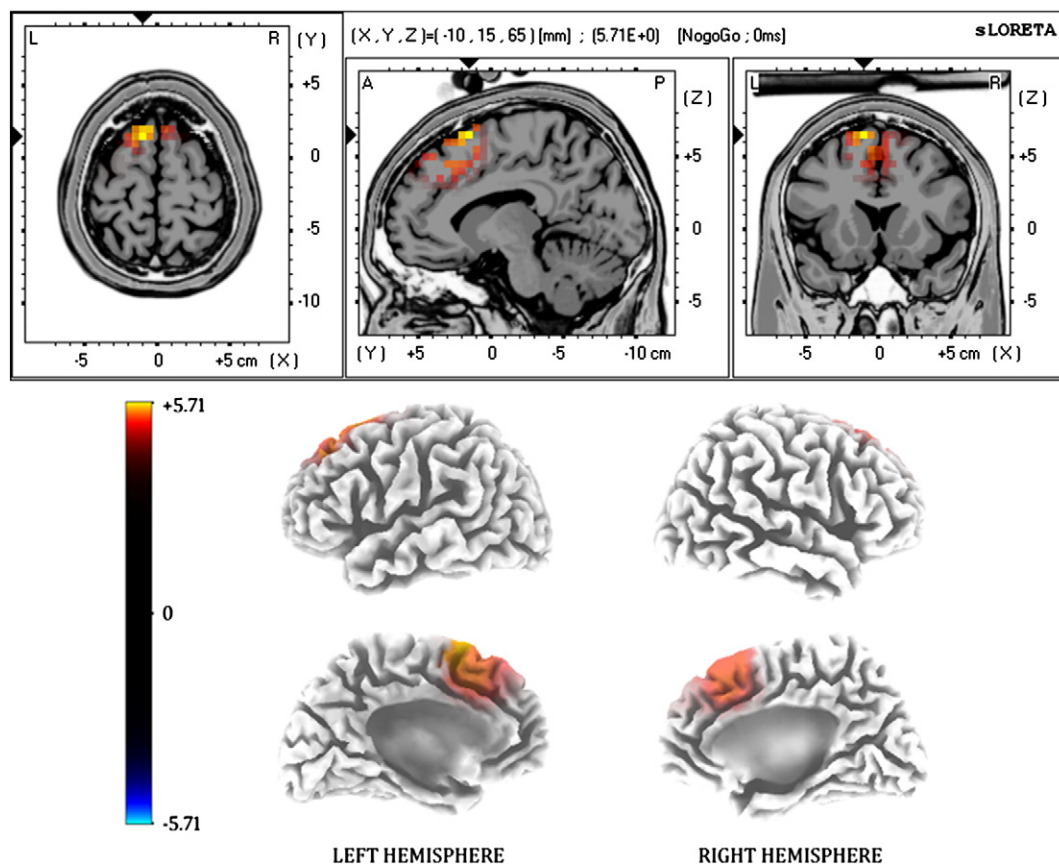 (X,Y,Z)=(-10,15,65)[mm] ; (5.71E+0) [NogoGo ; 0ms] sLORETA
L R (Y)
+5
0
-5
-10
-5 0 +5 cm (X)
A P (Z)
+5
0
-5
(Y) +5 0 -5 -10 cm
L R (Z)
+5
0
-5
-5 0 +5 cm (X)
+5.71
0
-5.71
LEFT HEMISPHERE RIGHT HEMISPHERE